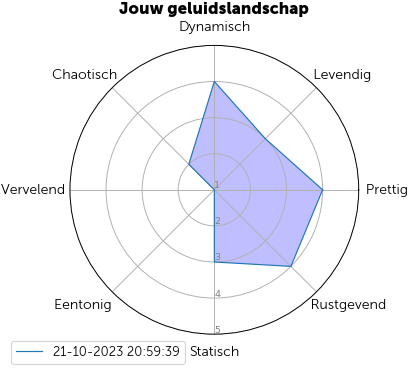 Jouw geluidslandschap
Dynamisch
Chaotisch
Levendig
Vervelend
1
Prettig
2
3
4
Eentonig
Rustgevend
5
21-10-2023 20:59:39
Statisch